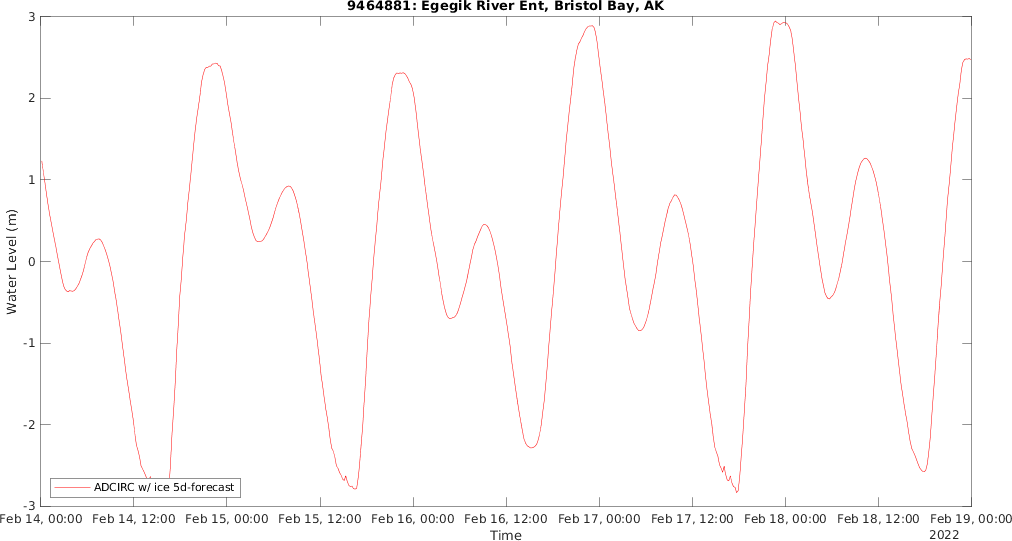 9464881: Egegik River Ent, Bristol Bay, AK
3
2
1
0
-1
-2
-3
Water Level (m)
ADCIRC w/ ice 5d-forecast
Feb 14, 00:00 Feb 14, 12:00 Feb 15, 00:00 Feb 15, 12:00 Feb 16, 00:00 Feb 16, 12:00 Feb 17, 00:00 Feb 17, 12:00 Feb 18, 00:00 Feb 18, 12:00 Feb 19, 00:00
Time
2022